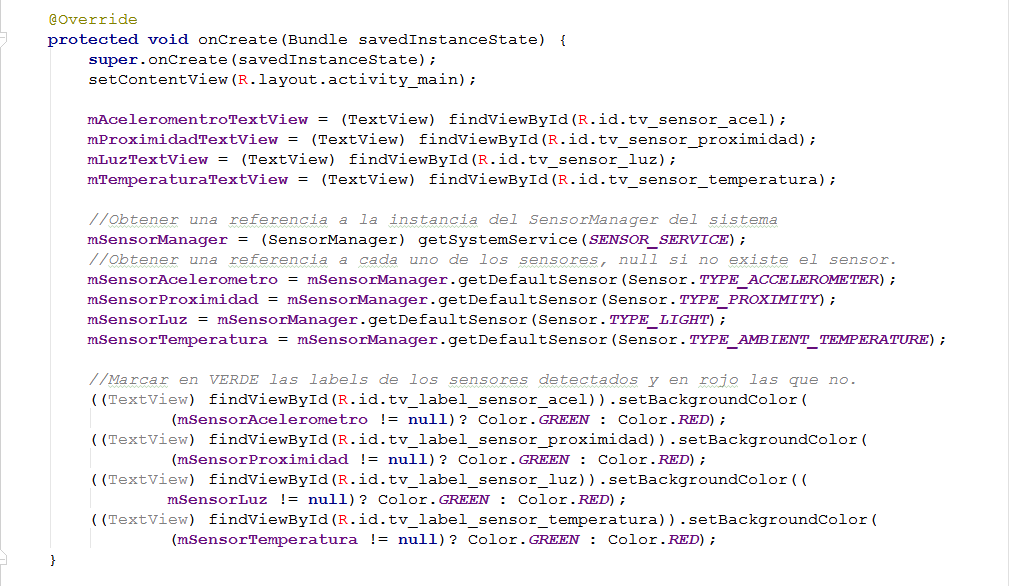 @Override
protected void onCreate(Bundle savedInstanceState) {
super.onCreate(savedInstanceState);
setContentView(R.layout.activity_main);
mAceleromentroTextView = (TextView) findViewById(R.id.tv_sensor_acel);
mProximidadTextView = (TextView) findViewById(R.id.tv_sensor_proximidad);
mLuzTextView = (TextView) findViewById(R.id.tv_sensor_luz);
mTemperaturaTextView = (TextView) findViewById(R.id.tv_sensor_temperatura);
//Obtener una referencia a la instancia del SensorManager del sistema
mSensorManager = (SensorManager) getSystemService(SENSOR_SERVICE);
//Obtener una referencia a cada uno de los sensores, null si no existe el sensor.
mSensorAcelerometro = mSensorManager.getDefaultSensor(Sensor.TYPE_ACCELEROMETER);
mSensorProximidad = mSensorManager.getDefaultSensor(Sensor.TYPE_PROXIMITY);
mSensorLuz = mSensorManager.getDefaultSensor(Sensor.TYPE_LIGHT);
mSensorTemperatura = mSensorManager.getDefaultSensor(Sensor.TYPE_AMBIENT_TEMPERATURE);
//Marcar en VERDE las labels de los sensores detectados y en rojo las que no.
((TextView) findViewById(R.id.tv_label_sensor_acel)).setBackgroundColor(
(mSensorAcelerometro != null)? Color.GREEN : Color.RED);
((TextView) findViewById(R.id.tv_label_sensor_proximidad)).setBackgroundColor(
(mSensorProximidad != null)? Color.GREEN : Color.RED);
((TextView) findViewById(R.id.tv_label_sensor_luz)).setBackgroundColor((
mSensorLuz != null)? Color.GREEN : Color.RED);
((TextView) findViewById(R.id.tv_label_sensor_temperatura)).setBackgroundColor(
(mSensorTemperatura != null)? Color.GREEN : Color.RED);
}